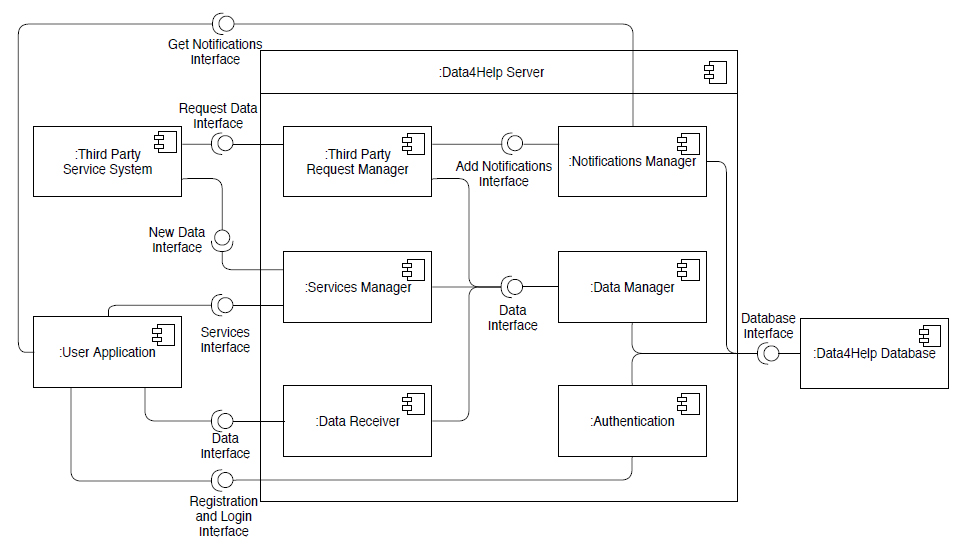 Get Notifications
Interface
:Data4Help Server
Request Data
Interface
:Third Party
Service System
:Third Party
Request Manager
Add Notifications
Interface
:Notifications Manager
New Data
Interface
:Services Manager
Data
Interface
:Data Manager
Services
Interface
Database
Interface
:User Application
:Data4Help Database
:Data Receiver
:Authentication
Data
Interface
Registration
and Login
Interface